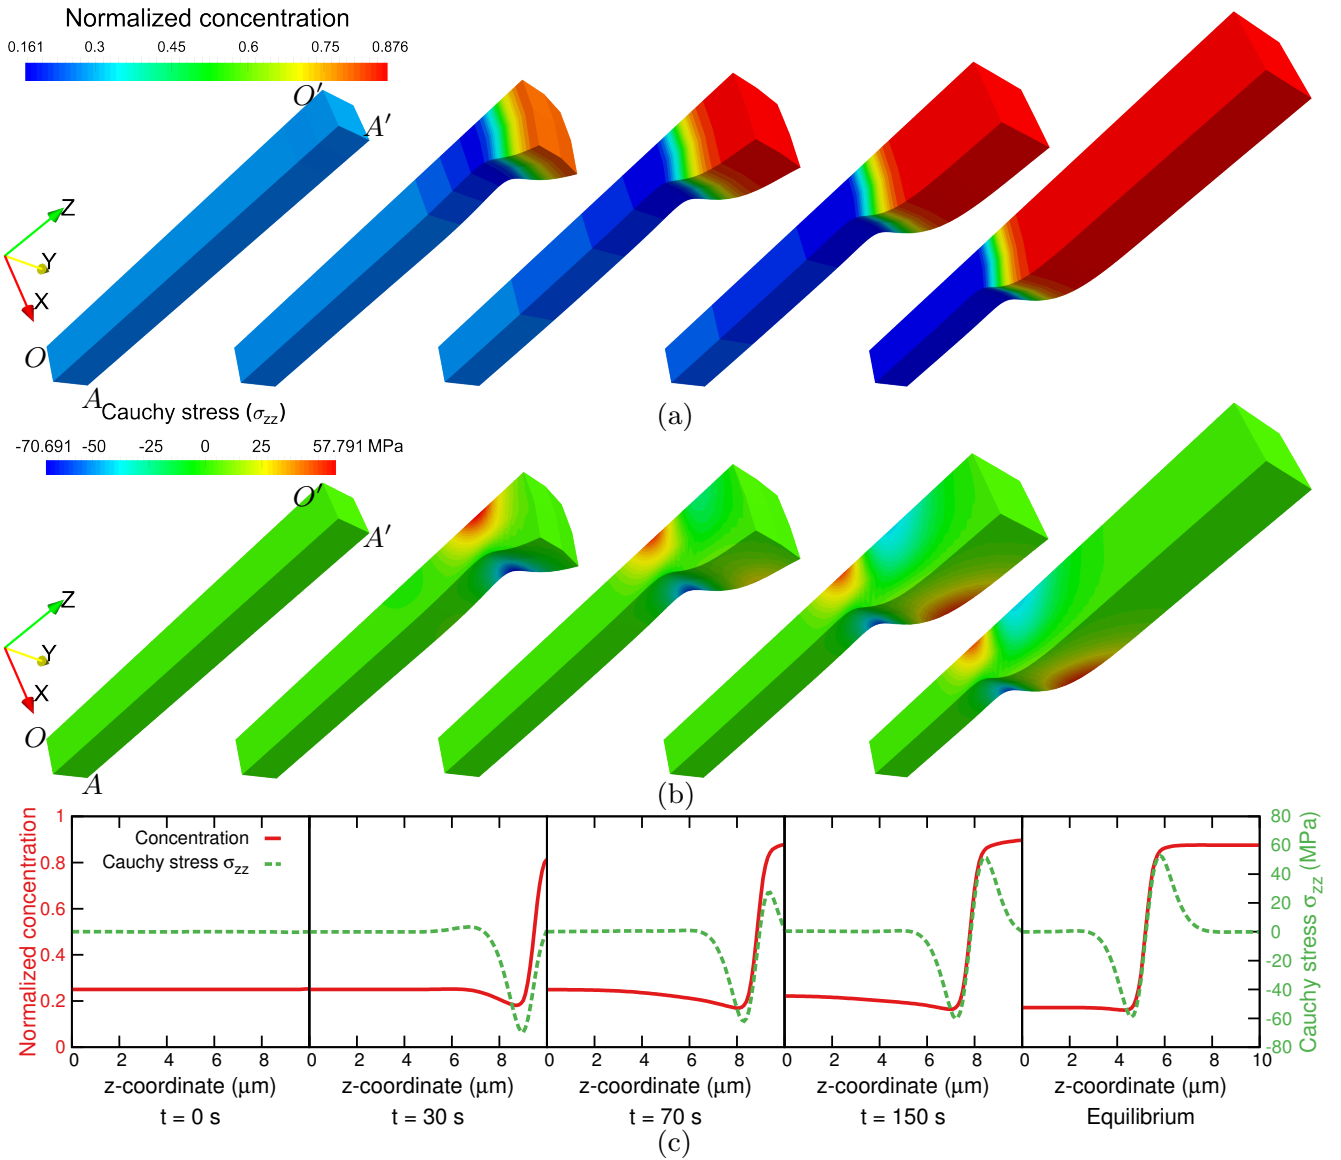 Normalized concentration
0.161 0.3 0.45 0.6 0.75 0.876
O′
A′
Z
Y
X
O
A
(a)
Cauchy stress (σzz)
-70.691 -50 -25 0 25 57.791 MPa
O′
A′
Z
Y
X
O
A
(b)
Normalized concentration
1
0.8
0.6
0.4
0.2
0
Concentration
Cauchy stress σzz
80
60
40
20
0
-20
-40
-60
-80
Cauchy stress σzz (MPa)
0 2 4 6 8 0 2 4 6 8 0 2 4 6 8 0 2 4 6 8 0 2 4 6 8 10
z-coordinate (μm) z-coordinate (μm) z-coordinate (μm) z-coordinate (μm) z-coordinate (μm)
t = 0 s t = 30 s t = 70 s t = 150 s Equilibrium
(c)